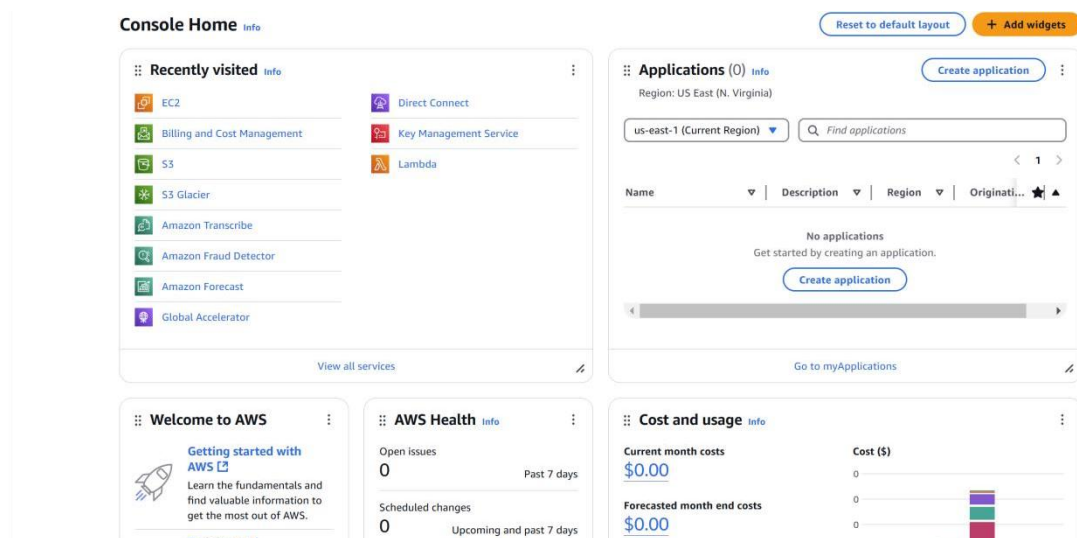 Console Home Info
Reset to default layout
+ Add widgets
Recently visited Info
EC2
Billing and Cost Management
S3
S3 Glacier
Amazon Transcribe
Amazon Fraud Detector
Amazon Forecast
Global Accelerator
Direct Connect
Key Management Service
Lambda
View all services
Applications (0) Info
Create application
Region: US East (N. Virginia)
us-east-1 (Current Region)
Find applications
1
Name Description Region Originati...
No applications
Get started by creating an application.
Create application
Go to myApplications
Welcome to AWS
Getting started with
AWS
Learn the fundamentals and
find valuable information to
get the most out of AWS.
AWS Health Info
Open issues
0 Past 7 days
Scheduled changes
0 Upcoming and past 7 days
Cost and usage Info
Current month costs
$0.00
Forecasted month end costs
$0.00
Cost ($)
0
0
0